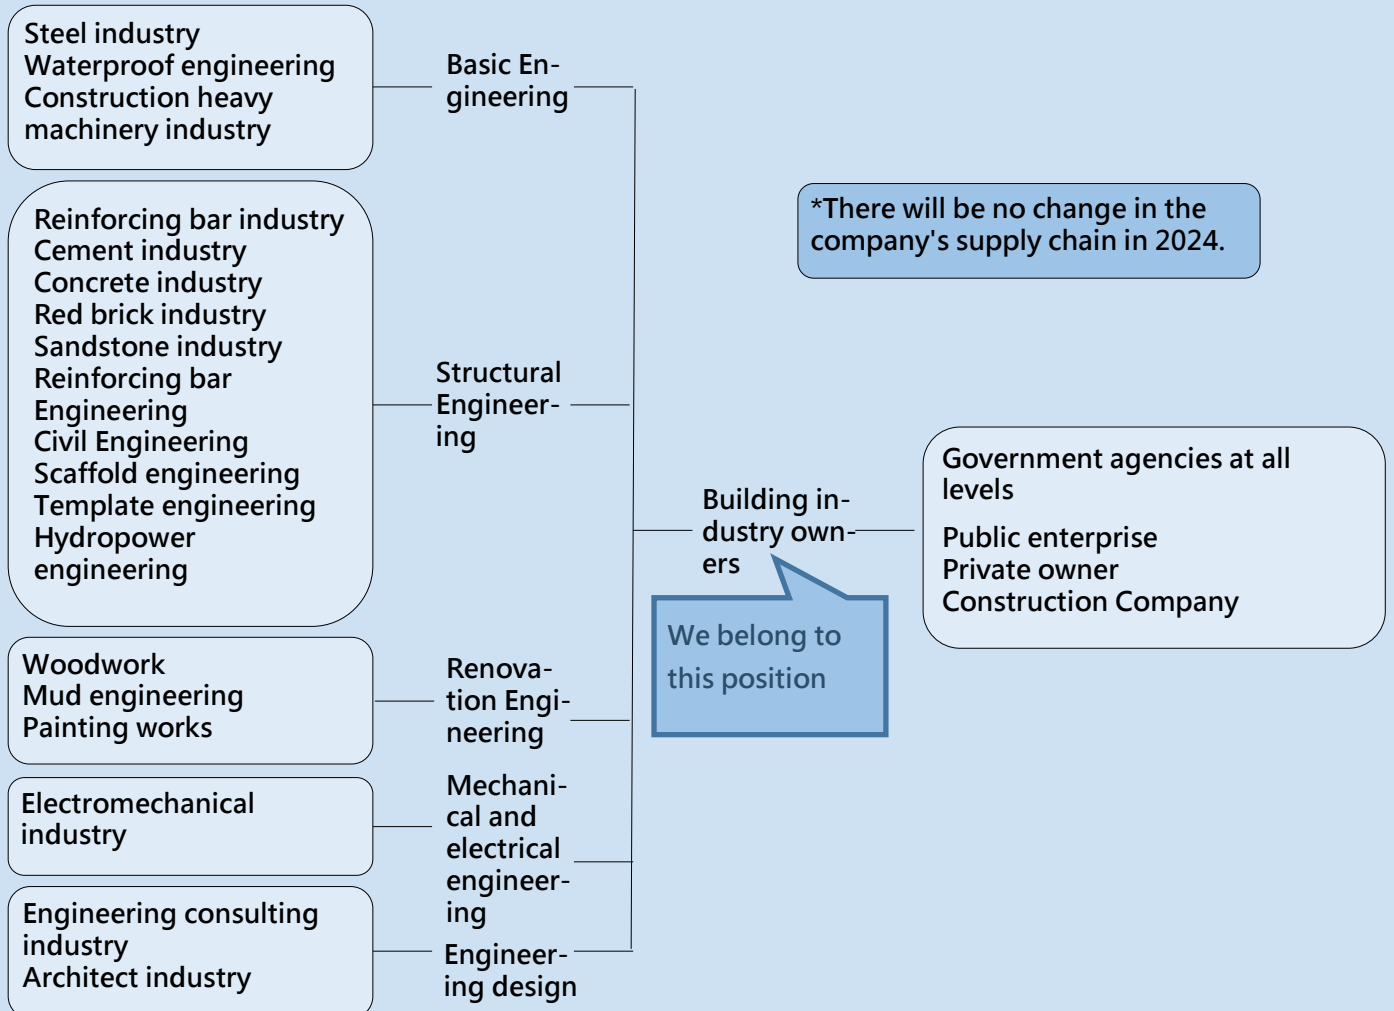 Steel industry
Waterproof engineering
Construction heavy
machinery industry
Basic En-
gineering
Reinforcing bar industry
Cement industry
Concrete industry
Red brick industry
Sandstone industry
Reinforcing bar
Engineering
Civil Engineering
Scaffold engineering
Template engineering
Hydropower
engineering
Structural
Engineer-
ing
*There will be no change in the
company's supply chain in 2024.
Building in-
dustry own-
ers
We belong to
this position
Government agencies at all
levels
Public enterprise
Private owner
Construction Company
Woodwork
Mud engineering
Painting works
Renova-
tion Engi-
neering
Electromechanical
industry
Mechani-
cal and
electrical
engineer-
ing
Engineering consulting
industry
Architect industry
Engineer-
ing design